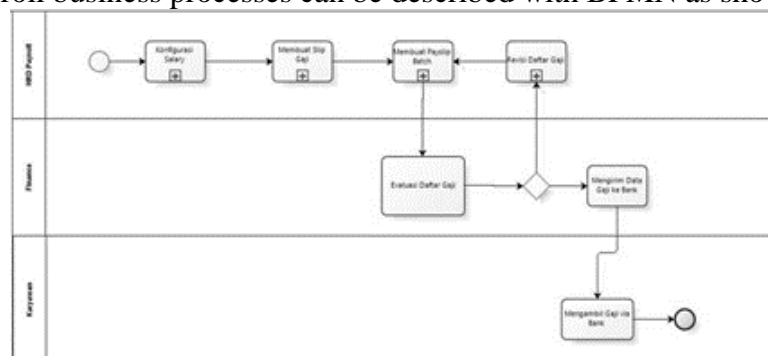 ron business processes can be described with BPMN as sho
HRD Payroll
Konfigurasi
Salary
Membuat Slip
Gaji
Membuat Payslip
Batch
Revisi Daftar Gaji
Finance
Evaluasi Daftar Gaji
Mengirim Data
Gaji ke Bank
Karyawan
Mengambil Gaji via
Bank